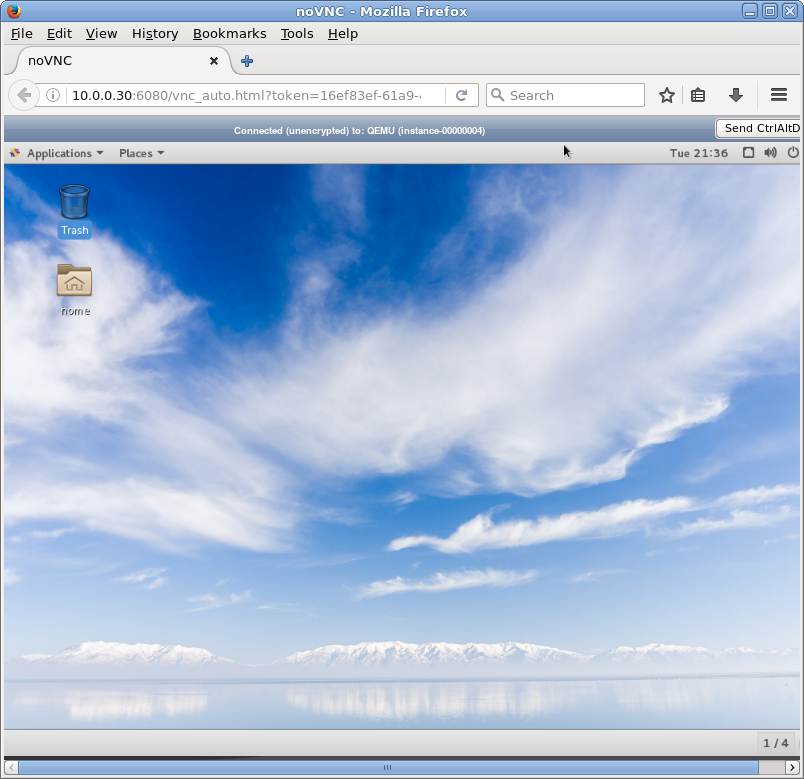 noVNC - Mozilla Firefox
File Edit View History Bookmarks Tools Help
noVNC
10.0.0.30:6080/vnc_auto.html?token=16ef83ef-61a9-
Search
Connected (unencrypted) to: QEMU (instance-00000004)
Send CtrlAltD
Applications Places Tue 21:36
Trash
home
1 / 4